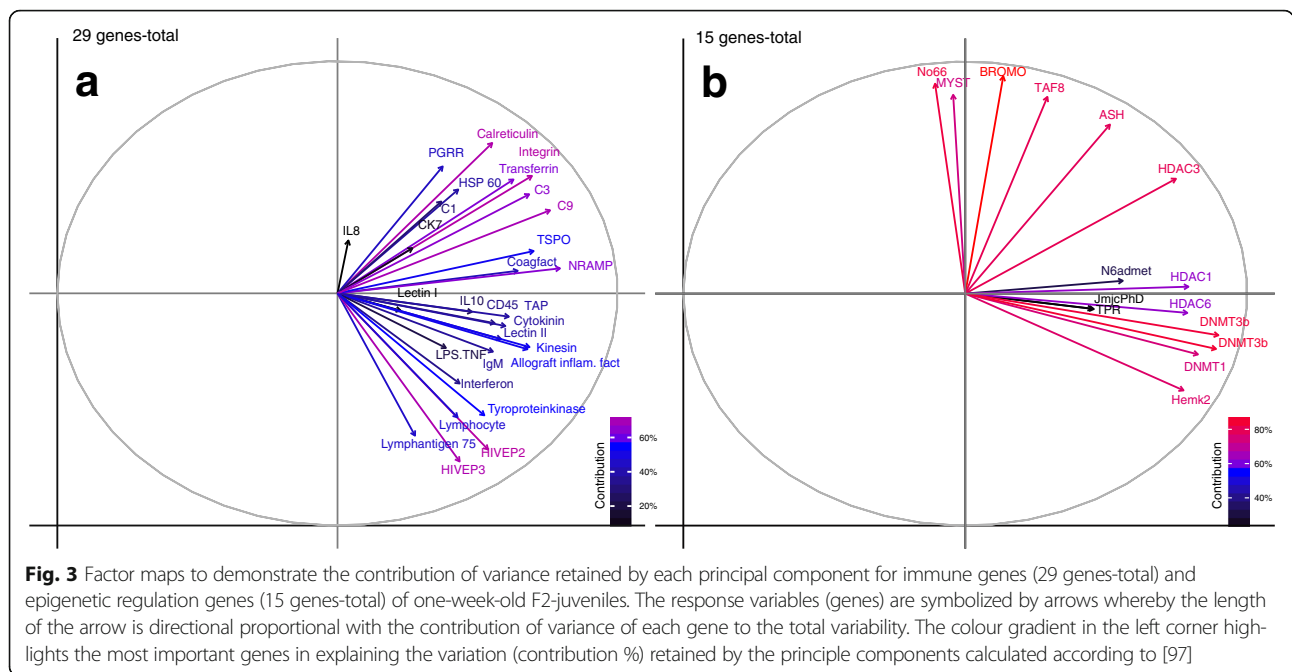 29 genes-total
a
Calreticulin
PGRR
Integrin
Transferrin
HSP 60
C3
C1
C9
CK7
IL8
TSPO
Coagfact
NRAMP
Lectin I
IL10
CD45
TAP
Cytokinin
Lectin II
Kinesin
LPS.TNF
IgM
Allograft inflam. fact
Interferon
Tyroproteinkinase
Lymphocyte
Lymphantigen 75
HIVEP2
HIVEP3
Contribution
60%
40%
20%
15 genes-total
b
No66
MYST
BROMO
TAF8
ASH
HDAC3
N6admet
HDAC1
JmjcPhD
TPR
HDAC6
DNMT3b
DNMT3b
DNMT1
Hemk2
Contribution
80%
60%
40%
Fig. 3 Factor maps to demonstrate the contribution of variance retained by each principal component for immune genes (29 genes-total) and
epigenetic regulation genes (15 genes-total) of one-week-old F2-juveniles. The response variables (genes) are symbolized by arrows whereby the length
of the arrow is directional proportional with the contribution of variance of each gene to the total variability. The colour gradient in the left corner high-
lights the most important genes in explaining the variation (contribution %) retained by the principle components calculated according to [97]